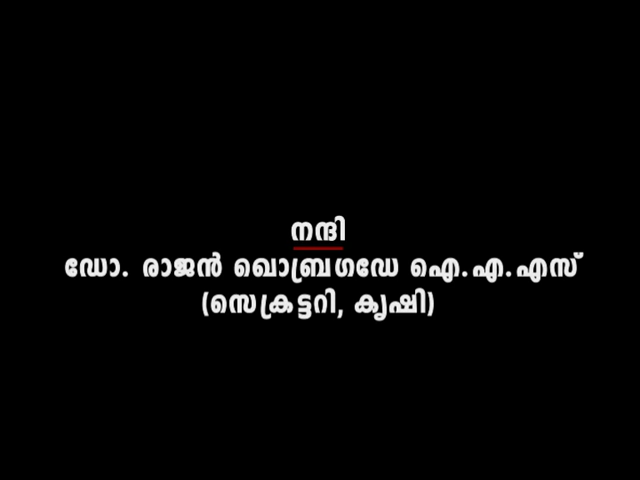 നന്ദി
ഡോ. രാജൻ ഖൊബ്രഗഡേ ഐ.എ.എസ്
(സെക്രട്ടറി, കൃഷി)